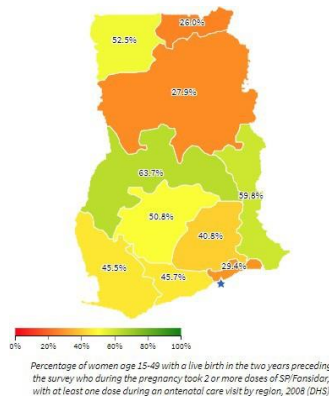 26.0%
52.5%
27.9%
63.7%
59.8%
50.8%
40.8%
29.4%
45.5%
45.7%
0% 20% 40% 60% 80% 100%
Percentage of women age 15-49 with a live birth in the two years preceding
the survey who during the pregnancy took 2 or more doses of SP/Fansidar,
with at least one dose during an antenatal care visit by region, 2008 (DHS)